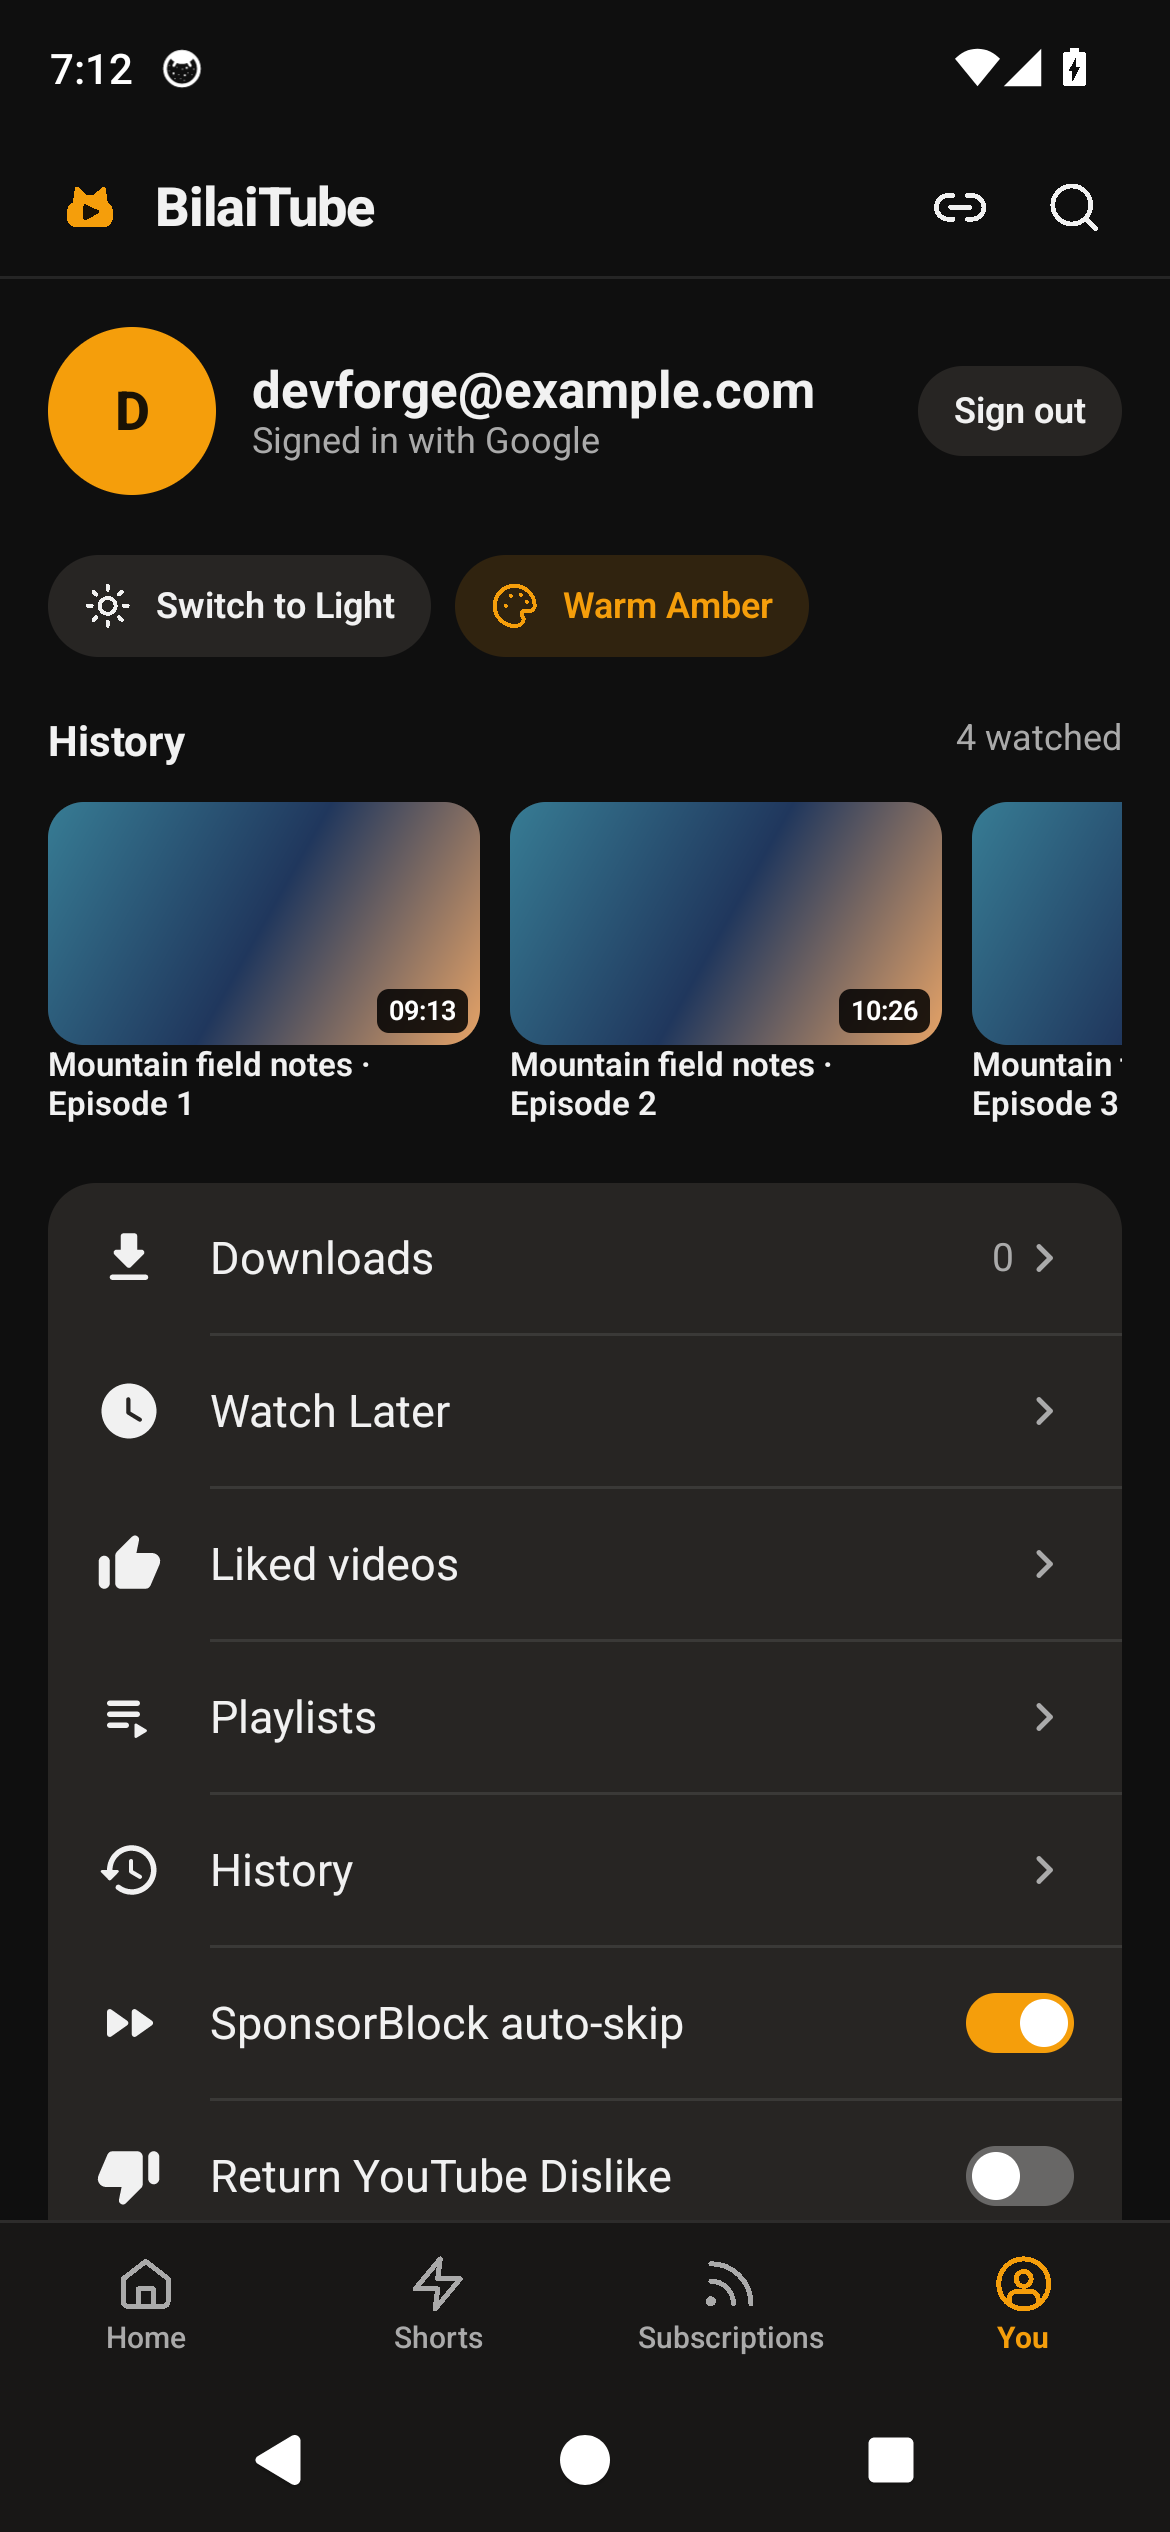 7:12
BilaiTube
D
devforge@example.com
Signed in with Google
Sign out
Switch to Light
Warm Amber
History
4 watched
09:13
10:26
Mountain field notes ·
Episode 1
Mountain field notes ·
Episode 2
Mountain
Episode 3
Downloads
0
Watch Later
Liked videos
Playlists
History
SponsorBlock auto-skip
Return YouTube Dislike
Home
Shorts
Subscriptions
You